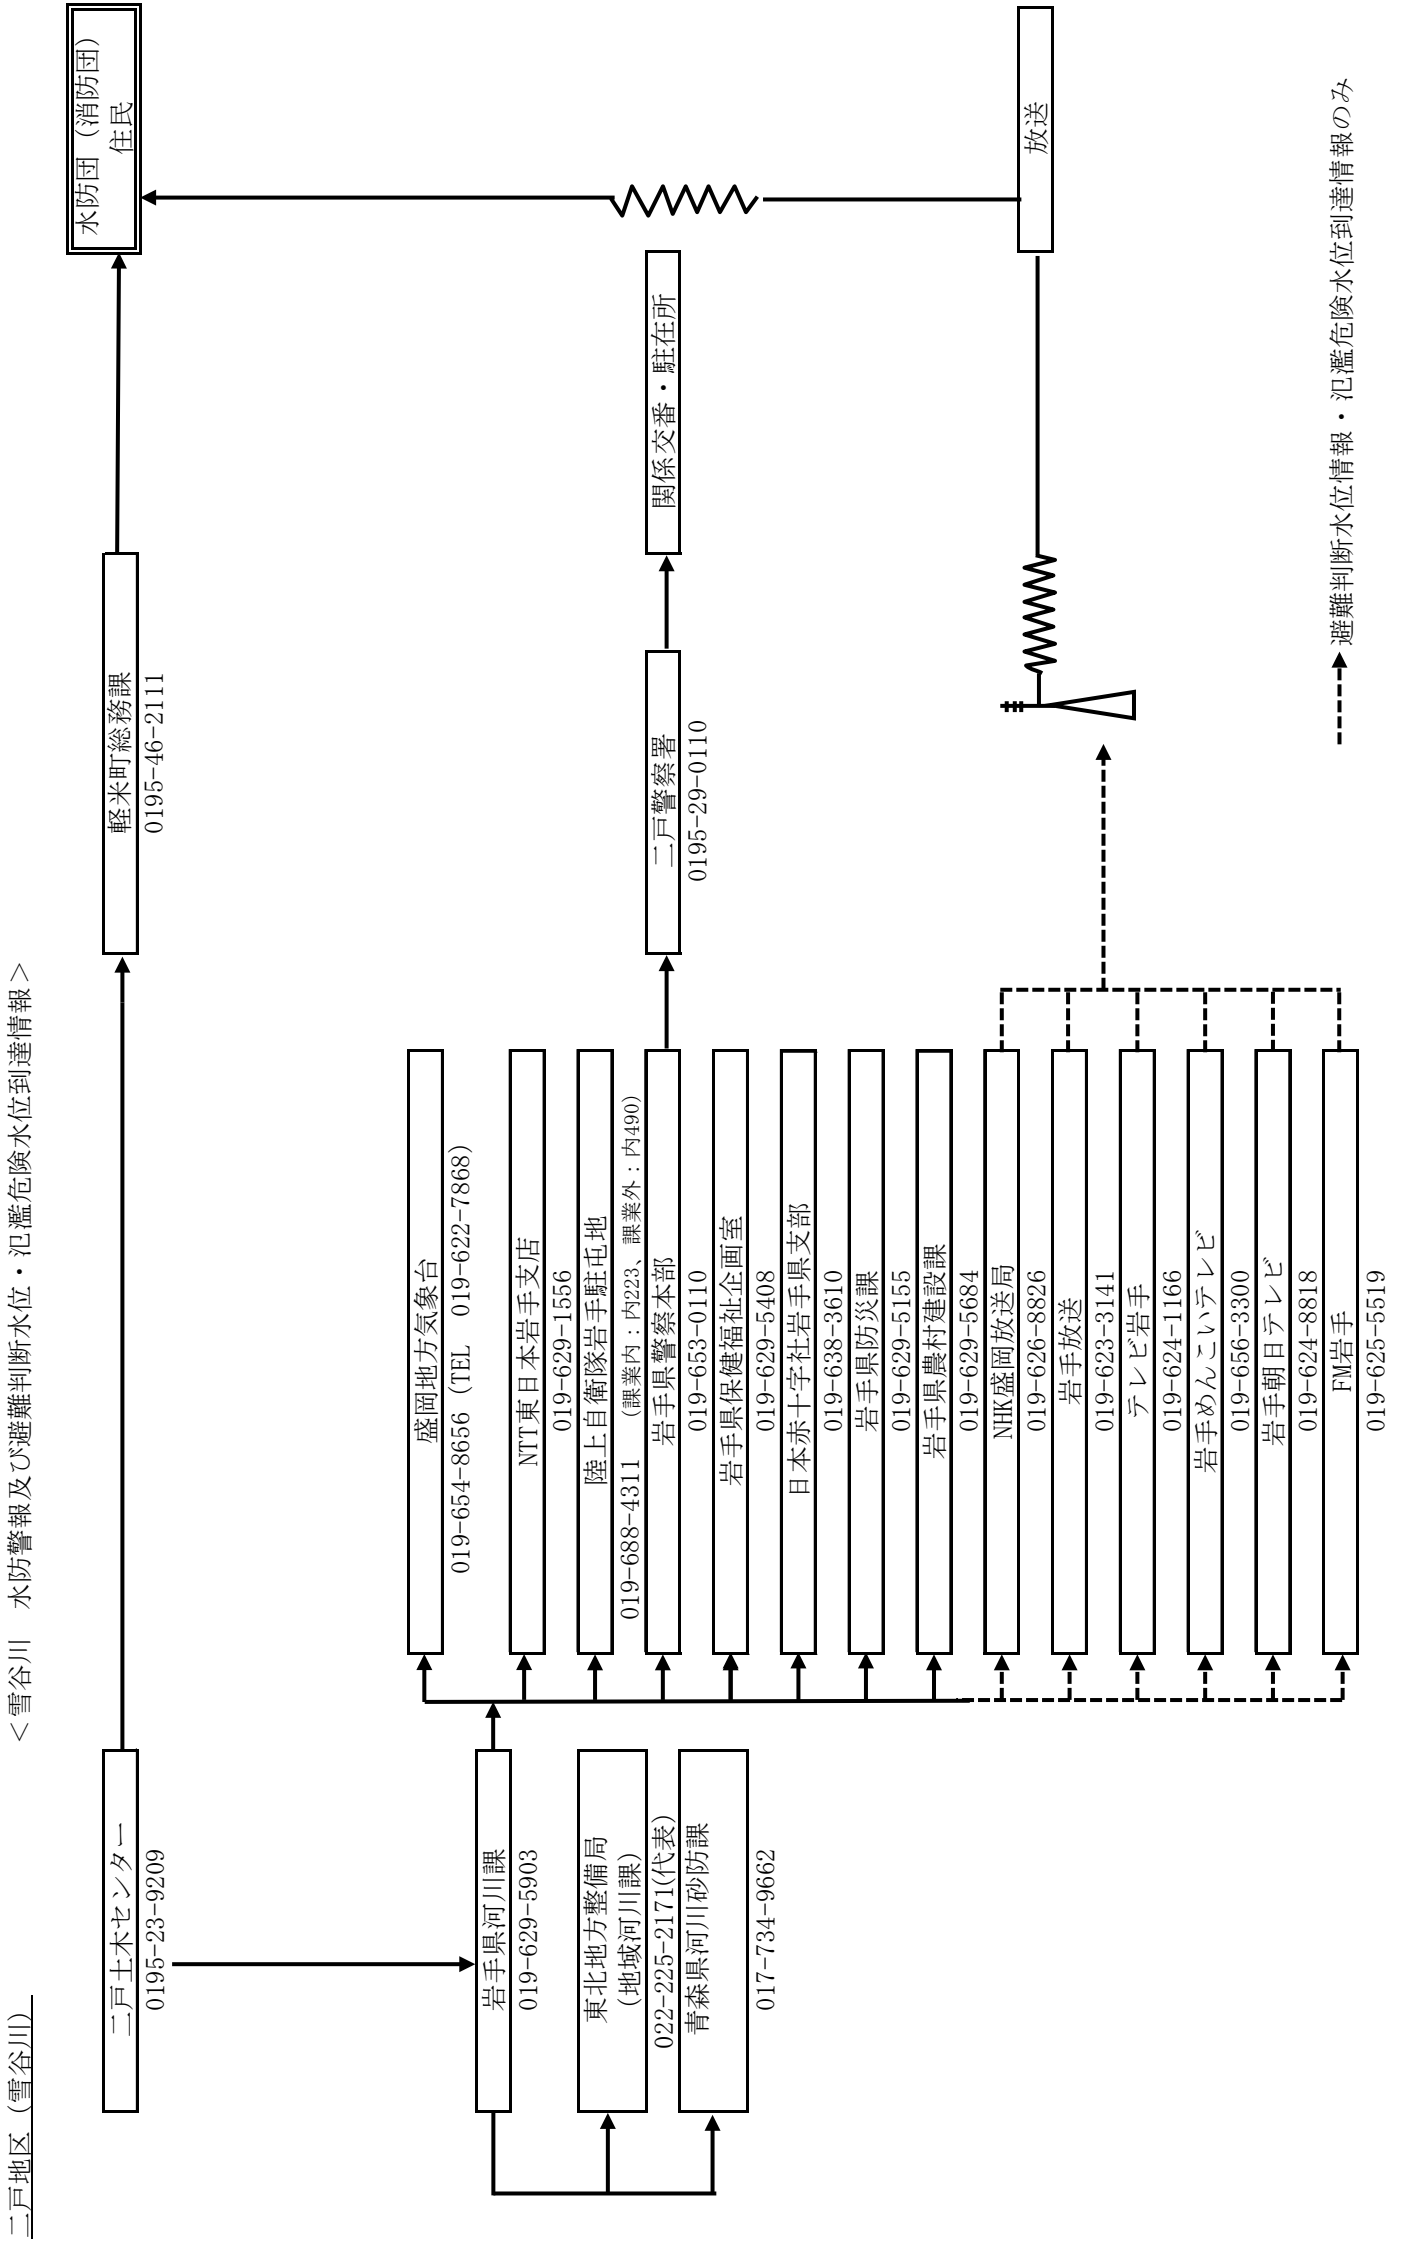 二戸地区（雪谷川）
＜雪谷川　水防警報及び避難判断水位・氾濫危険水位到達情報＞
二戸土木センター
0195-23-9209
軽米町総務課
0195-46-2111
水防団（消防団）
住民
岩手県河川課
019-629-5903
東北地方整備局
(地域河川課)
022-225-2171(代表)
青森県河川砂防課
017-734-9662
盛岡地方気象台
019-654-8656（TEL　019-622-7868）
NTT東日本岩手支店
019-629-1556
陸上自衛隊岩手駐屯地
019-688-4311　（課業内：内223、課業外：内490）
岩手県警察本部
019-653-0110
岩手県保健福祉企画室
019-629-5408
日本赤十字社岩手県支部
019-638-3610
岩手県防災課
019-629-5155
岩手県農村建設課
019-629-5684
NHK盛岡放送局
019-626-8826
岩手放送
019-623-3141
テレビ岩手
019-624-1166
岩手めんこいテレビ
019-656-3300
岩手朝日テレビ
019-624-8818
FM岩手
019-625-5519
二戸警察署
0195-29-0110
関係交番・駐在所
放送
避難判断水位情報・氾濫危険水位到達情報のみ